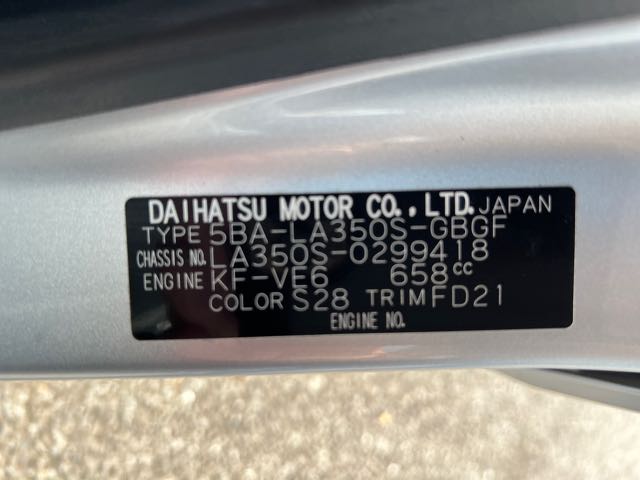 DAIHATSU MOTOR CO., LTD. JAPAN
TYPE 5BA-LA350S-GBGF
CHASSIS NO. LA350S-0299418
ENGINE KF-VE6 658cc
COLOR S28 TRIM FD21
ENGINE NO.